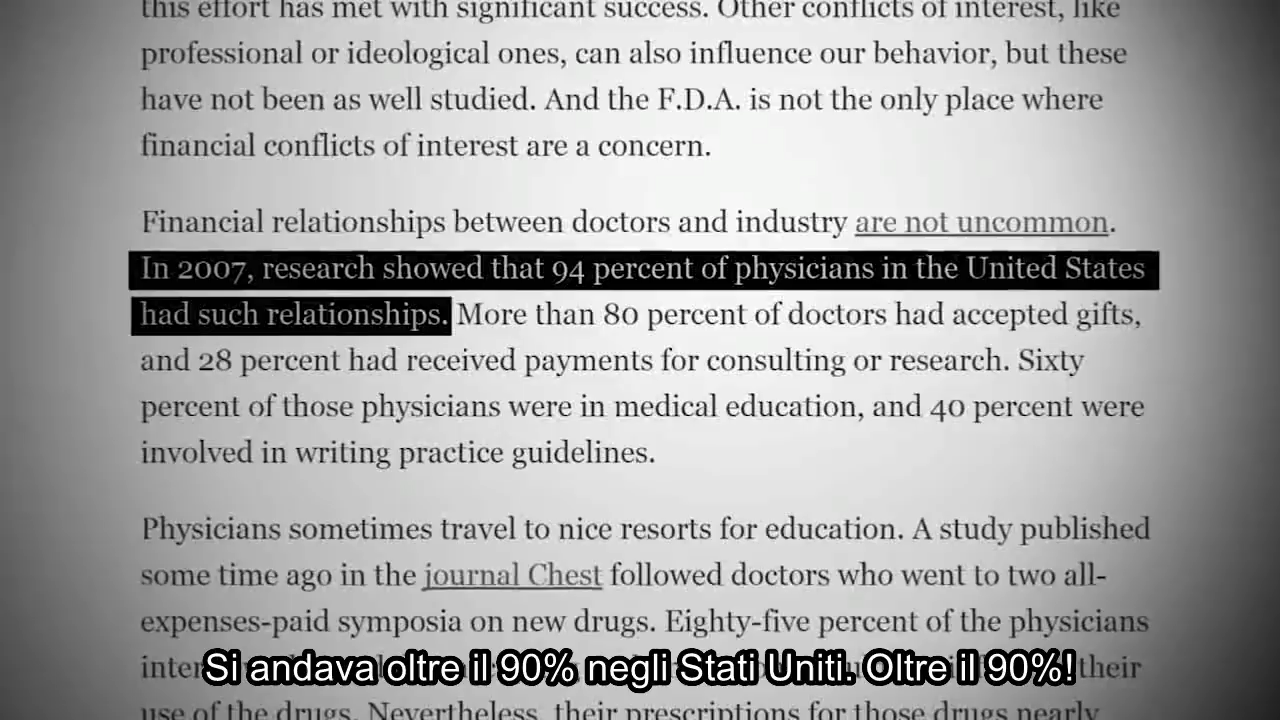 this effort has met with significant success. Other conflicts of interest, like
professional or ideological ones, can also influence our behavior, but these
have not been as well studied. And the F.D.A. is not the only place where
financial conflicts of interest are a concern.
Financial relationships between doctors and industry are not uncommon.
In 2007, research showed that 94 percent of physicians in the United States
had such relationships. More than 80 percent of doctors had accepted gifts,
and 28 percent had received payments for consulting or research. Sixty
percent of those physicians were in medical education, and 40 percent were
involved in writing practice guidelines.
Physicians sometimes travel to nice resorts for education. A study published
some time ago in the journal Chest followed doctors who went to two all-
expenses-paid symposia on new drugs. Eighty-five percent of the physicians
their
Si andava oltre il 90% negli Stati Uniti. Oltre il 90%!
use of the drugs. Nevertheless, their prescriptions for those drugs nearly